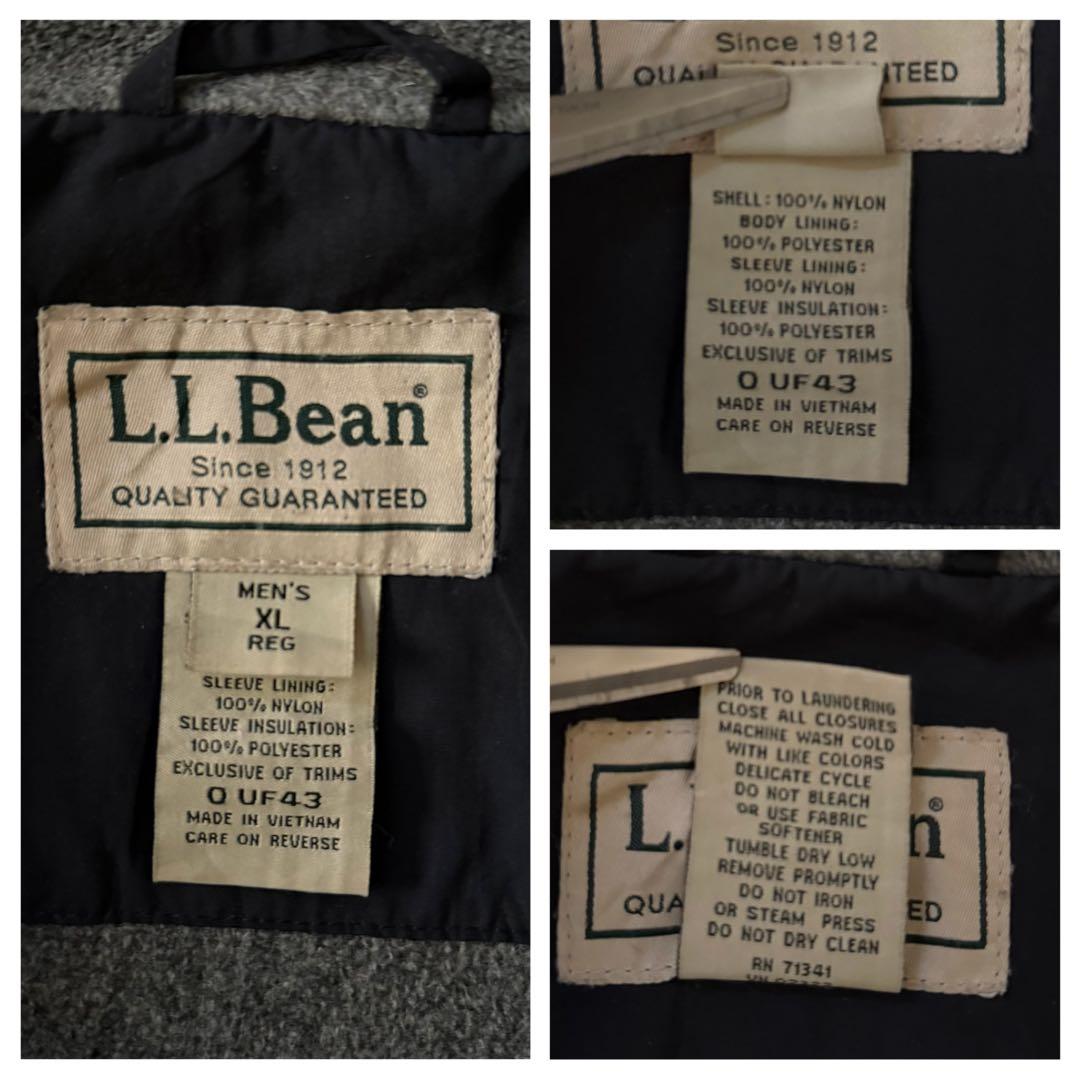 L.L.Bean®
Since 1912
QUALITY GUARANTEED
MEN'S
XL
REG
SLEEVE LINING:
100% NYLON
SLEEVE INSULATION:
100% POLYESTER
EXCLUSIVE OF TRIMS
0 UF43
MADE IN VIETNAM
CARE ON REVERSE
Since 1912
QUAL
NTEED
SHELL: 100% NYLON
BODY LINING:
100% POLYESTER
SLEEVE LINING:
100% NYLON
SLEEVE INSULATION:
100% POLYESTER
EXCLUSIVE OF TRIMS
0 UF43
MADE IN VIETNAM
CARE ON REVERSE
PRIOR TO LAUNDERING
CLOSE ALL CLOSURES
MACHINE WASH COLD
WITH LIKE COLORS
DELICATE CYCLE
DO NOT BLEACH
OR USE FABRIC
SOFTENER
TUMBLE DRY LOW
REMOVE PROMPTLY
DO NOT IRON
OR STEAM PRESS
DO NOT DRY CLEAN
RN 71341
L. n®
QUA ED